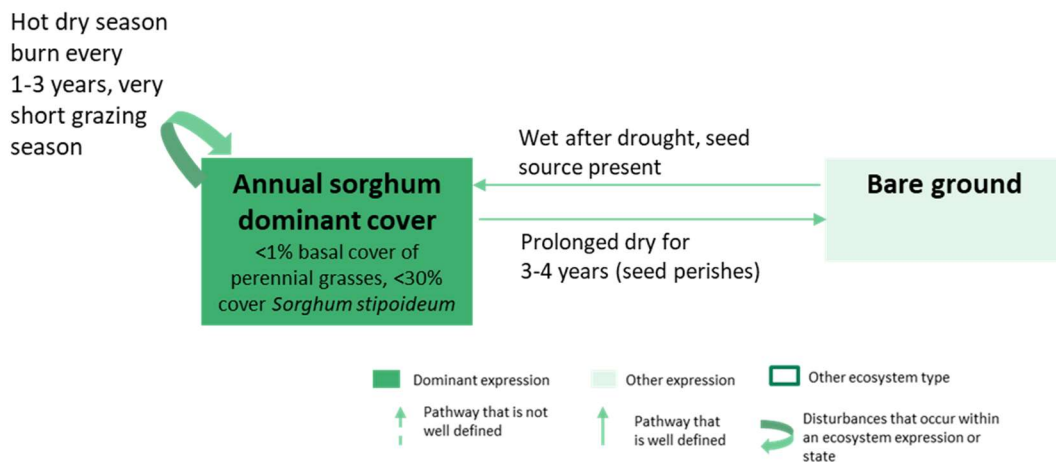 Hot dry season
burn every
1-3 years, very
short grazing
season
Annual sorghum
dominant cover
<1% basal cover of
perennial grasses, <30%
cover Sorghum stipoideum
Wet after drought, seed
source present
Prolonged dry for
3-4 years (seed perishes)
Bare ground
Dominant expression
Other expression
Other ecosystem type
Pathway that is not
well defined
Pathway that
is well defined
Disturbances that occur within
an ecosystem expression or
state